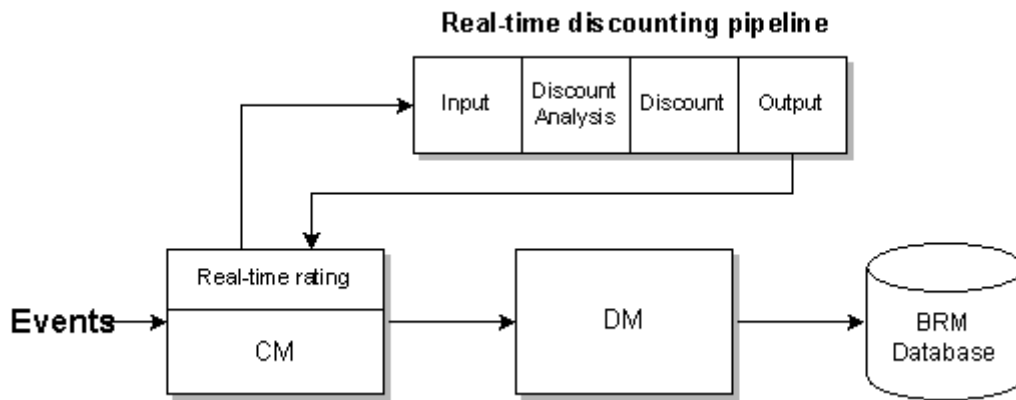 Real-time discounting pipeline
Input
Discount
Analysis
Discount
Output
Real-time rating
Events
CM
DM
BRM
Database